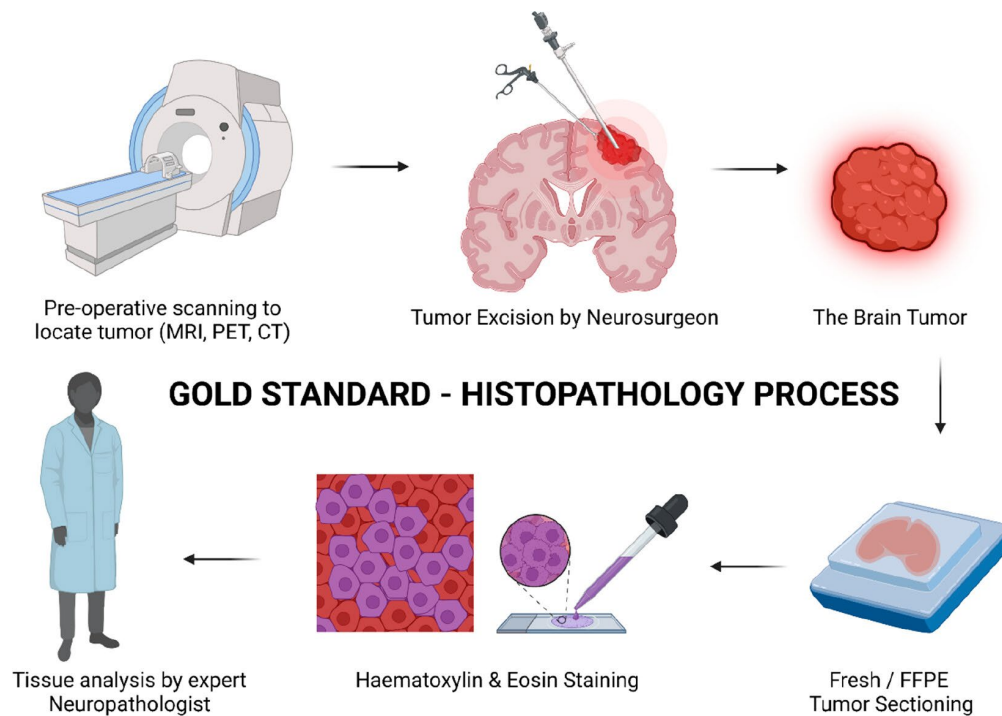 Pre-operative scanning to
locate tumor (MRI, PET, CT)
Tumor Excision by Neurosurgeon
The Brain Tumor
GOLD STANDARD - HISTOPATHOLOGY PROCESS
Fresh / FFPE
Tumor Sectioning
Haematoxylin & Eosin Staining
Tissue analysis by expert
Neuropathologist